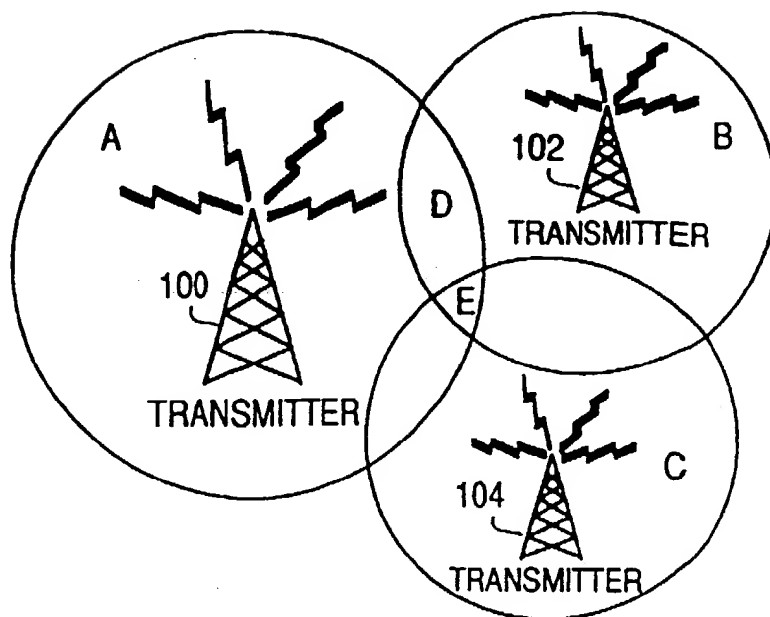 A
B
102
TRANSMITTER
D
100
E
TRANSMITTER
C
104
TRANSMITTER